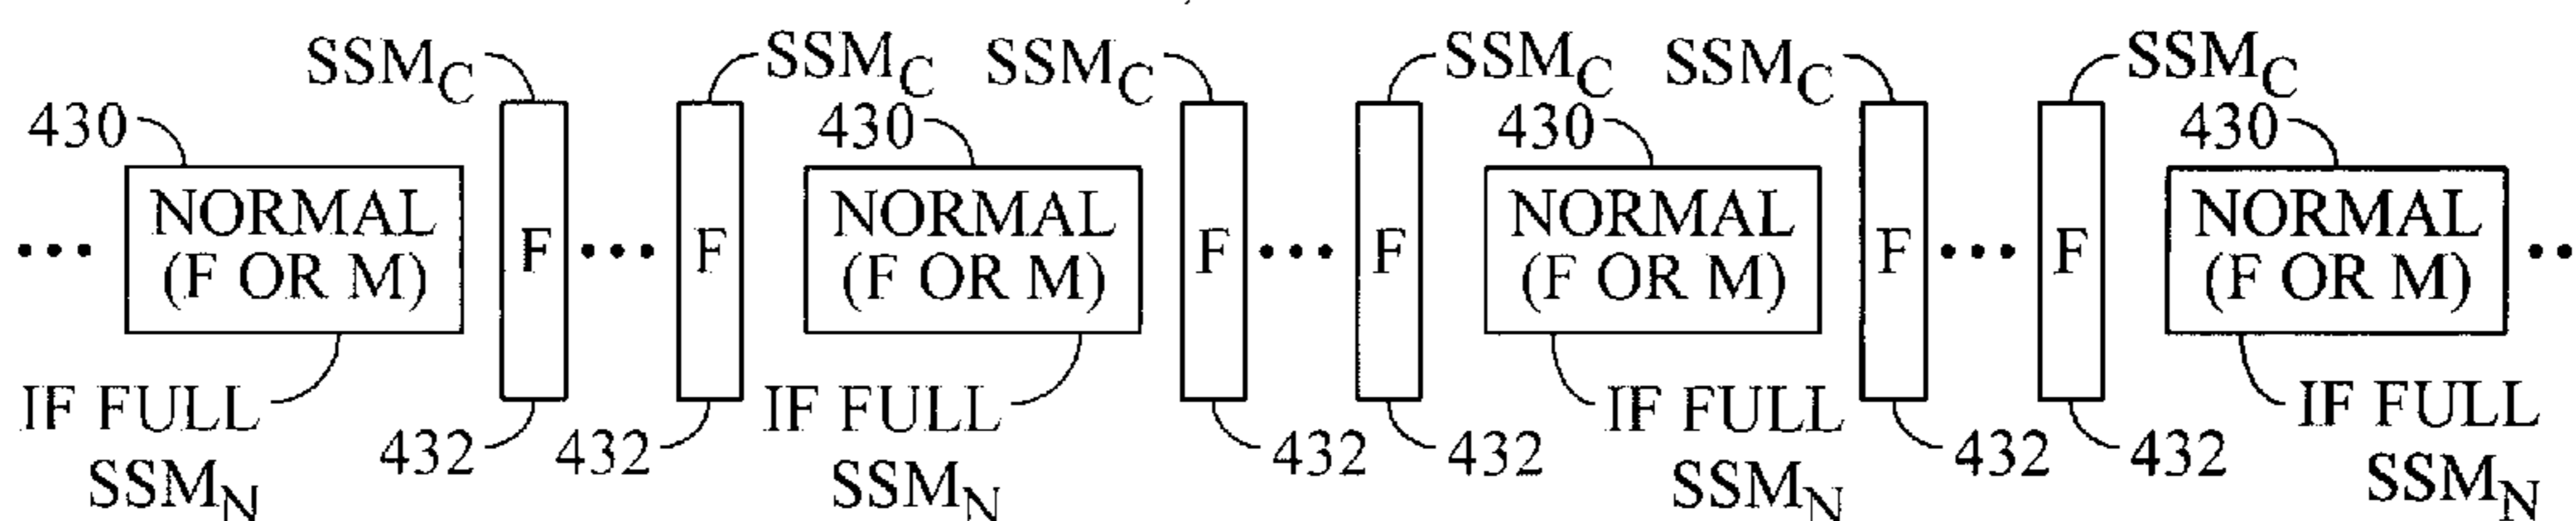 SSMC SSMC SSMC SSMC SSMC SSMC
430 430 430 430
NORMAL F ••• F NORMAL F ••• F NORMAL F ••• F NORMAL
(F OR M) (F OR M) (F OR M) (F OR M)
IF FULL IF FULL IF FULL IF FULL
432 432 432 432 432 432
SSMN SSMN SSMN SSMN